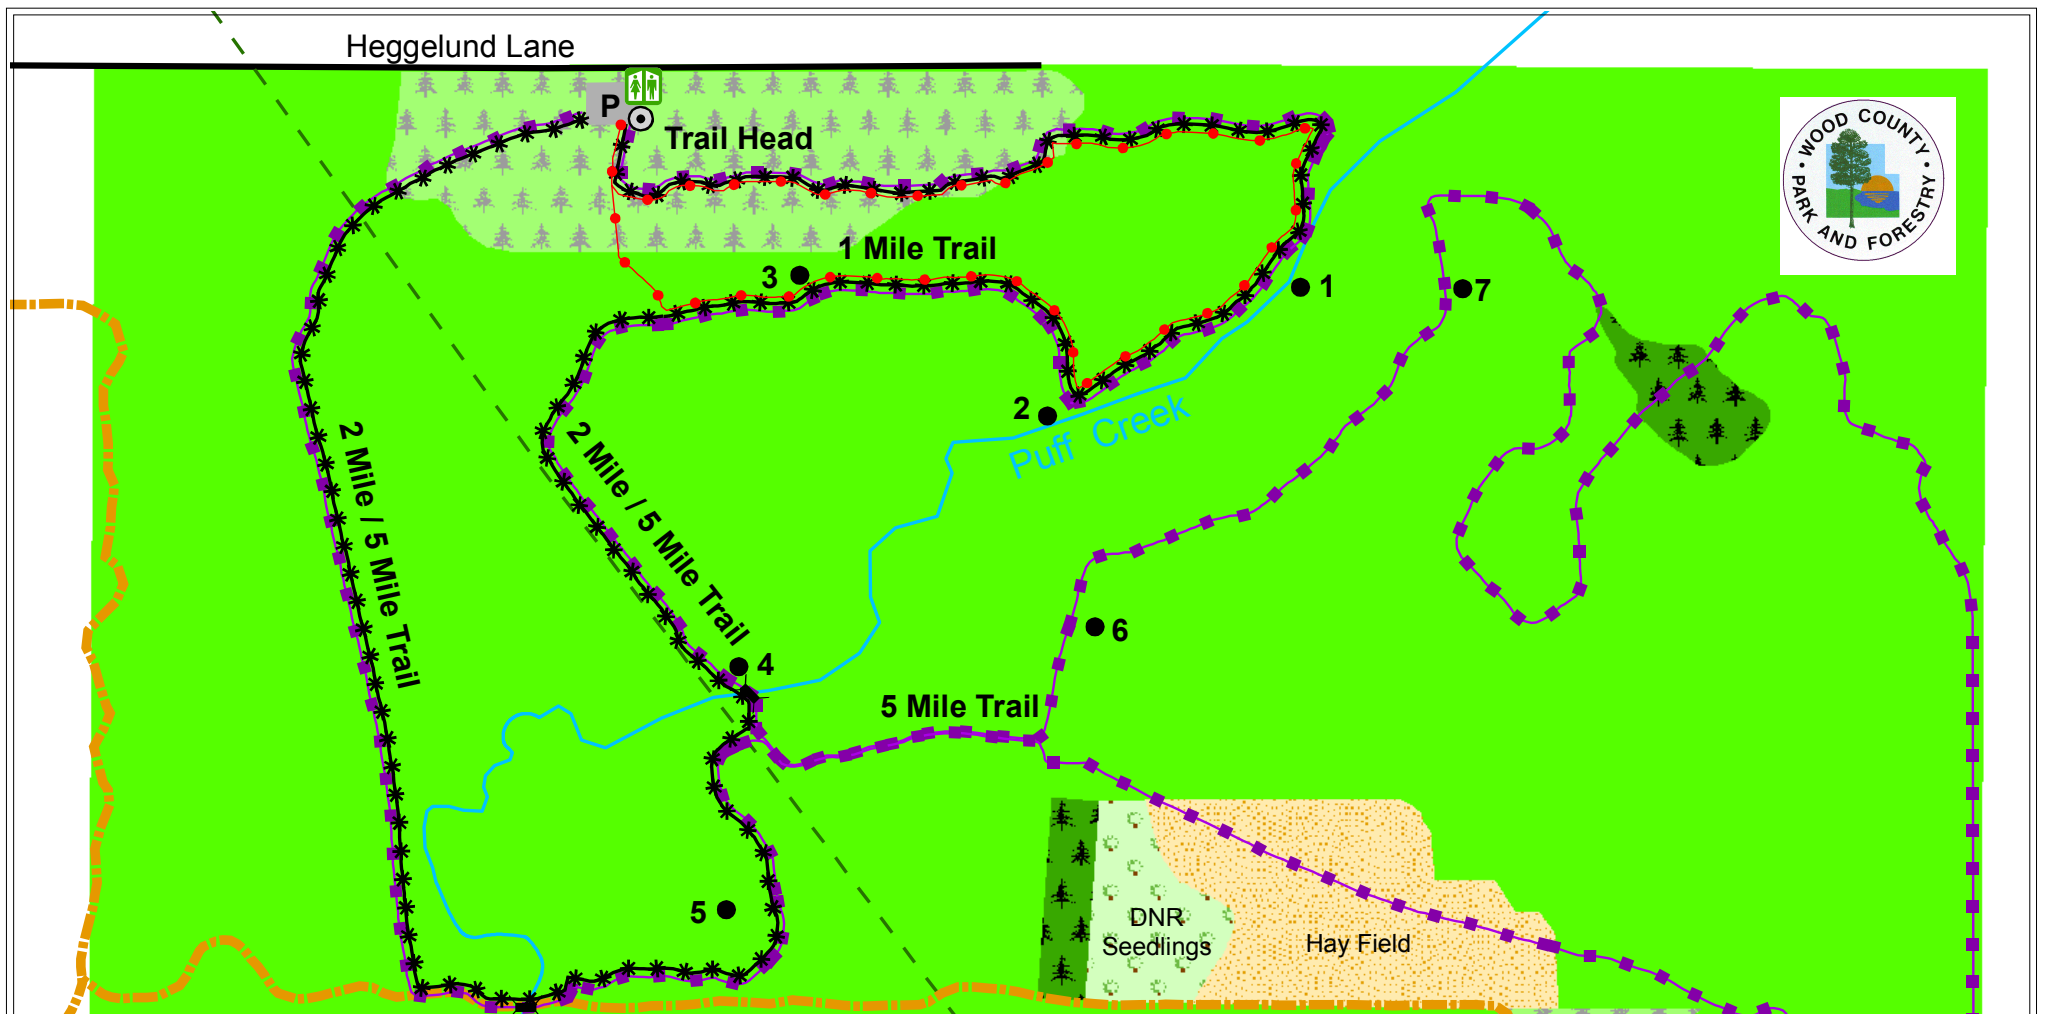 Heggelund Lane
P
Trail Head
WOOD COUNTY
PARK AND FORESTRY
1 Mile Trail
3
1
7
2
Puff Creek
2 Mile / 5 Mile Trail
2 Mile / 5 Mile Trail
6
4
5 Mile Trail
5
DNR
Seedlings
Hay Field